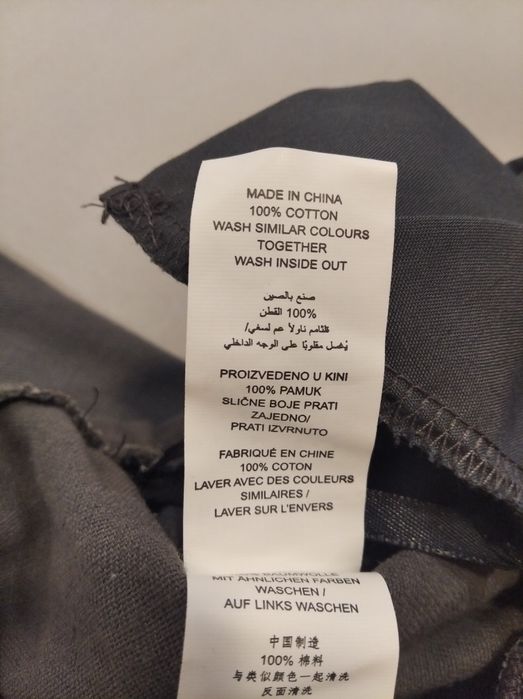 MADE IN CHINA
100% COTTON
WASH SIMILAR COLOURS
TOGETHER
WASH INSIDE OUT
صنع بالصين
100% القطن
يُغسل مقلوبًا على الوجه الداخلي
PROIZVEDENO U KINI
100% PAMUK
SLIČNE BOJE PRATI
ZAJEDNO/
PRATI IZVRNUTO
FABRIQUÉ EN CHINE
100% COTON
LAVER AVEC DES COULEURS
SIMILAIRES /
LAVER SUR L'ENVERS
BAUMWOLLE
MIT ÄHNLICHEN FARBEN
WASCHEN /
AUF LINKS WASCHEN
中国制造
100% 棉料
与类似颜色一起清洗
反面清洗